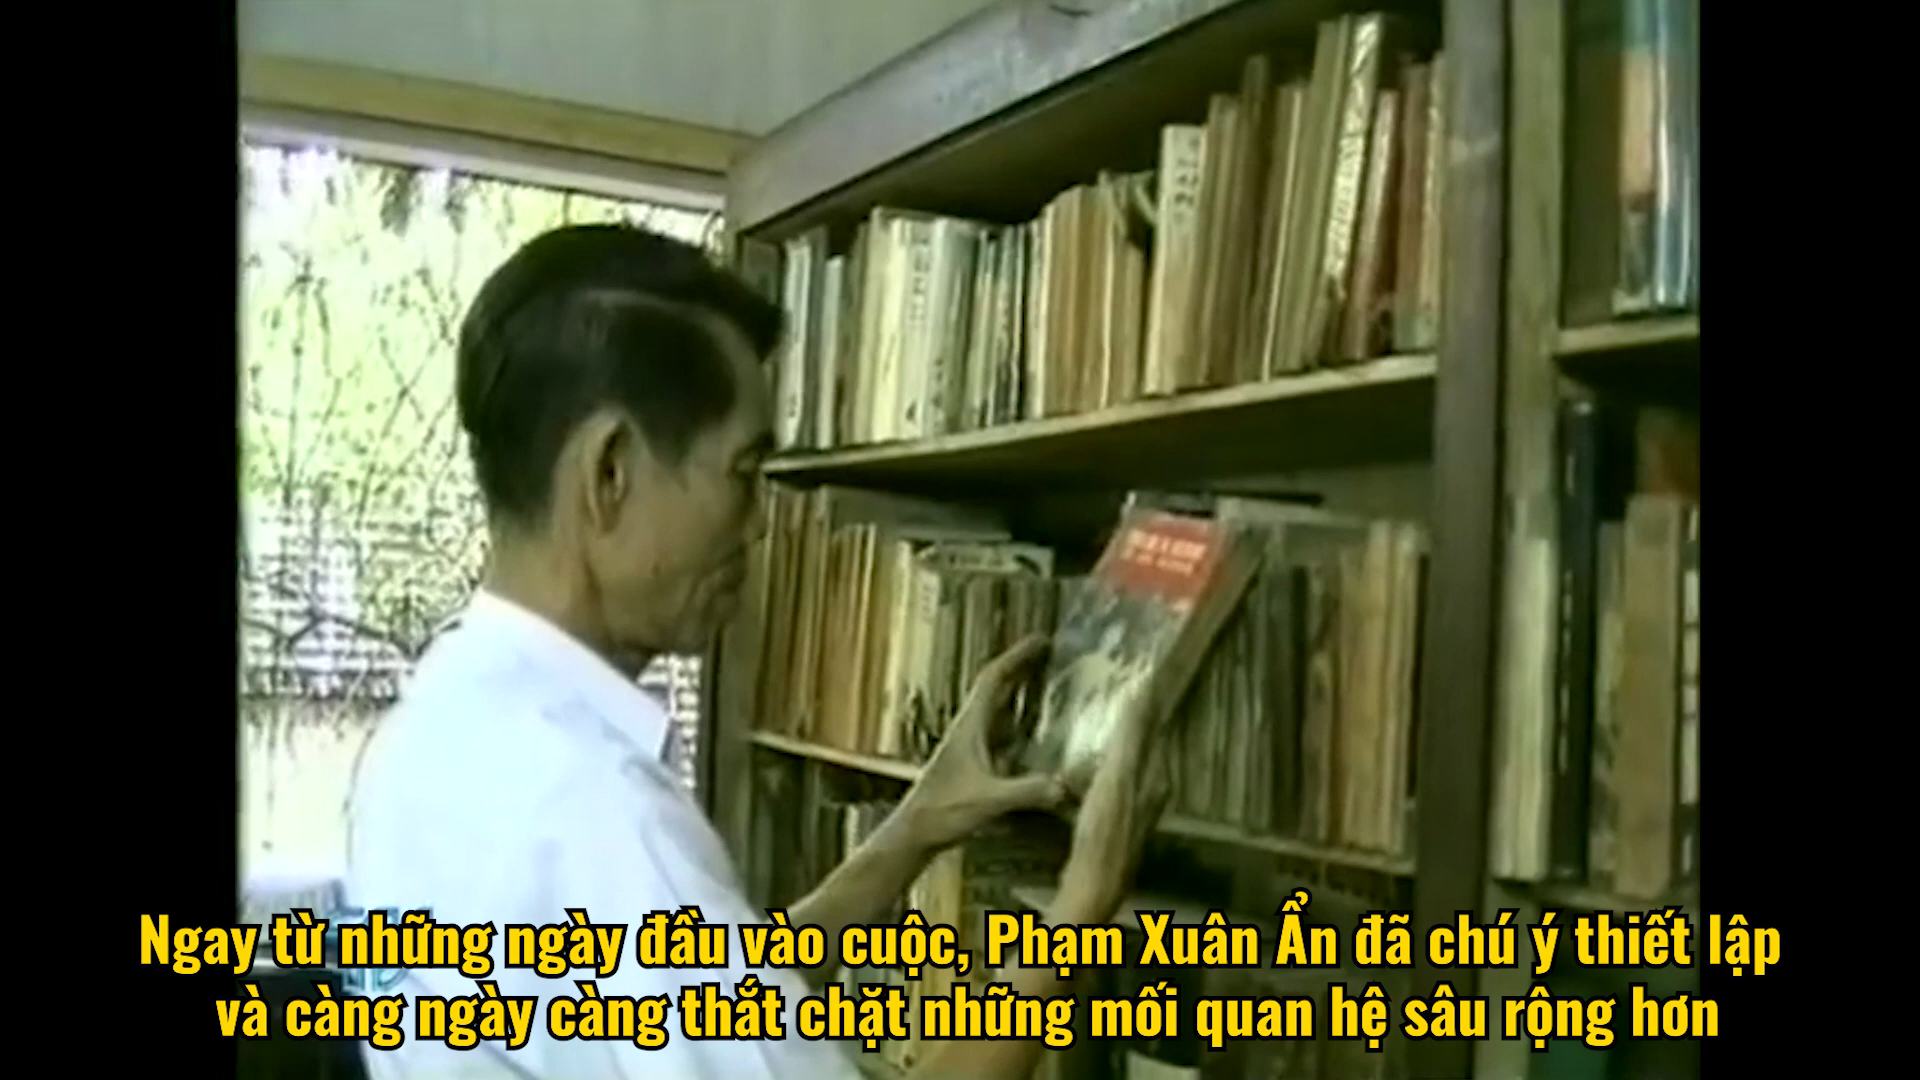 Ngay từ những ngày đầu vào cuộc, Phạm Xuân Ẩn đã chú ý thiết lập
và càng ngày càng thắt chặt những mối quan hệ sâu rộng hơn